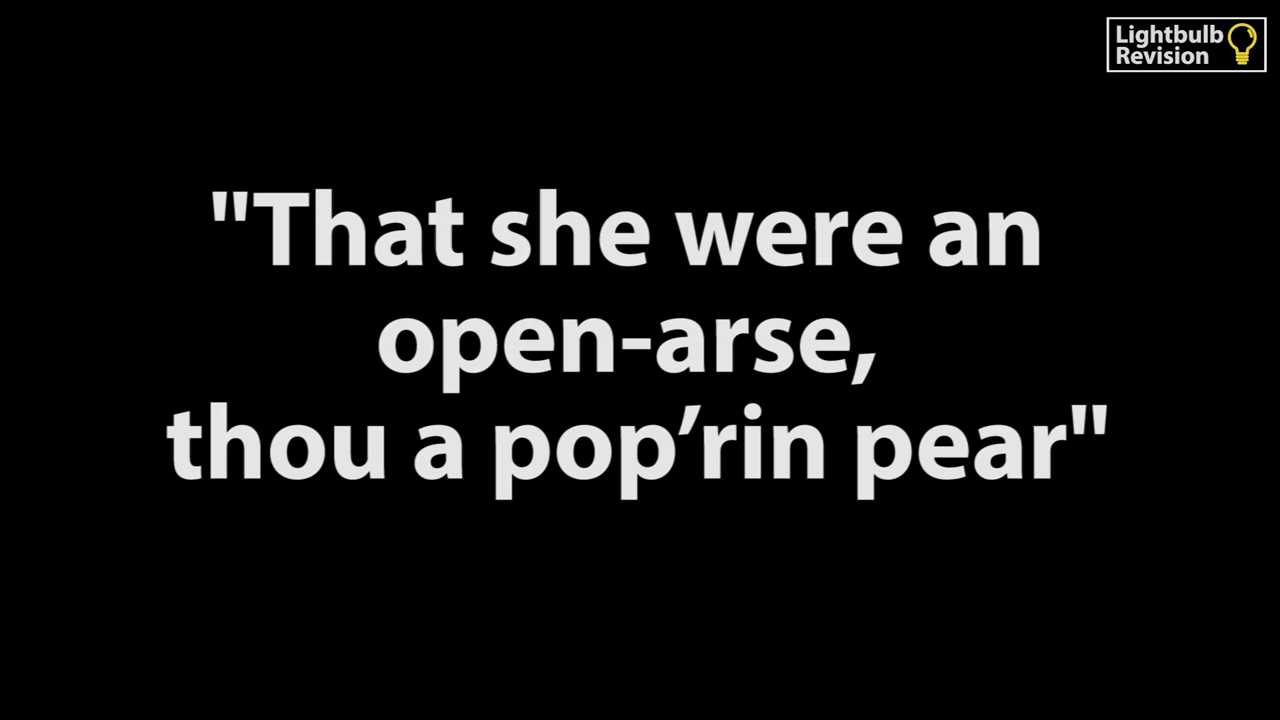 Lightbulb
Revision
"That she were an
open-arse,
thou a pop’rin pear"